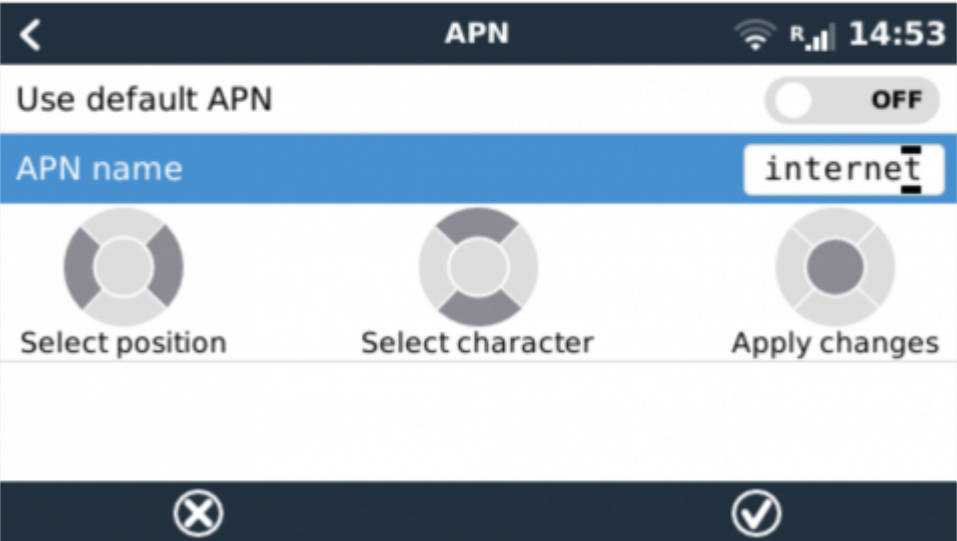 APN R 14:53
Use default APN OFF
APN name internet
Select position Select character Apply changes